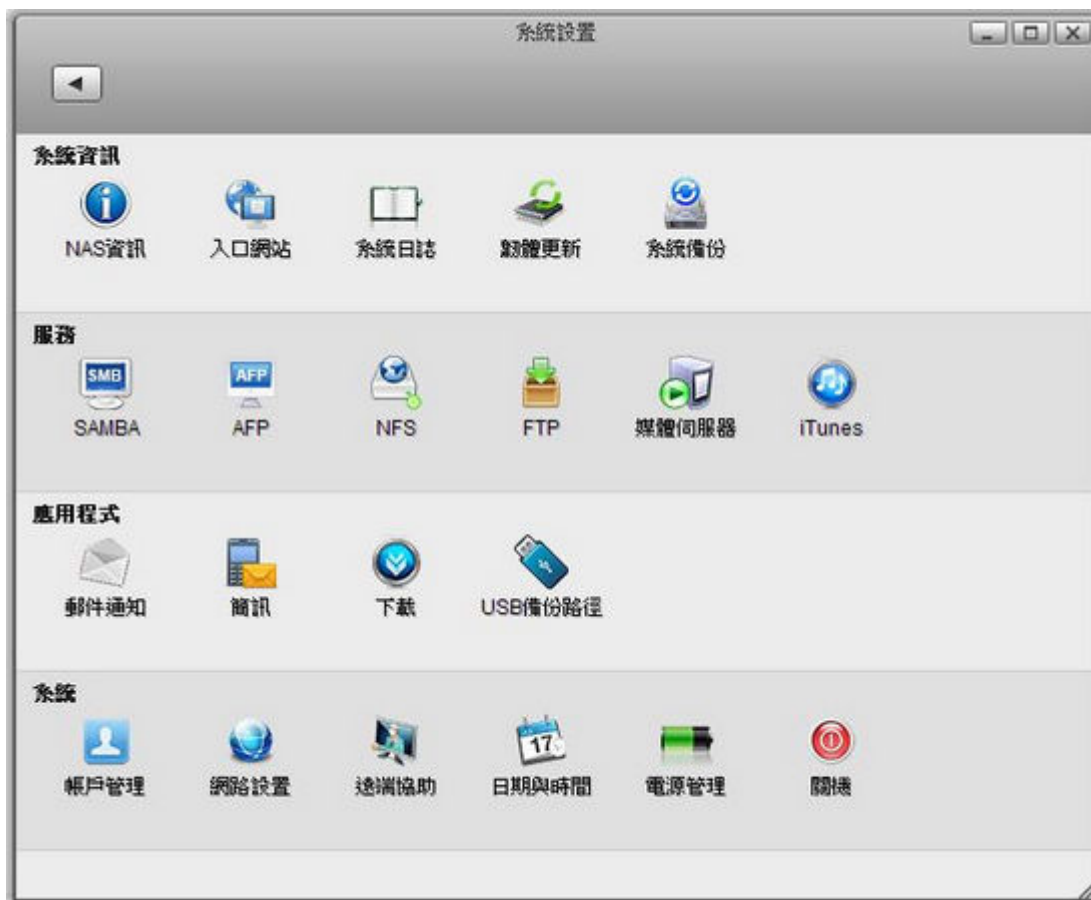 系統設置
系統資訊
NAS資訊 入口網站 系統日誌 韌體更新 系統備份
服務
SMB AFP
SAMBA AFP NFS FTP 媒體伺服器 iTunes
應用程式
郵件通知 簡訊 下載 USB備份路徑
系統
17
帳戶管理 網路設置 遠端協助 日期與時間 電源管理 關機